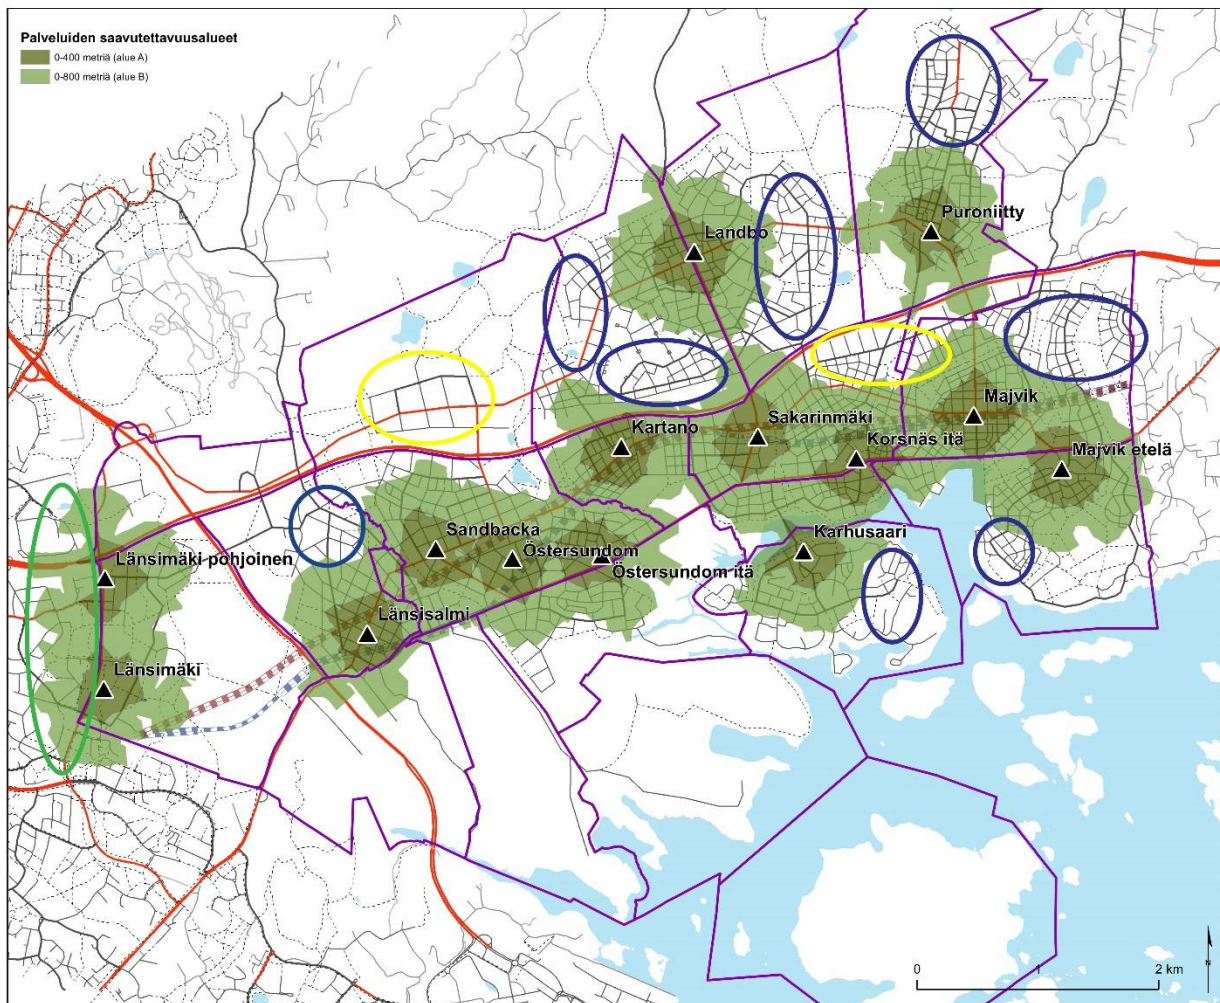 Palveluiden saavutettavuusalueet
0-400 metriä (alue A)
0-800 metriä (alue B)
Puroniitty
Landbo
Majvik
Sakarinmäki
Kartano
Korsnäs itä
Majvik etelä
Sandbacka
Karhusaari
Östersundom
Länsimäki pohjoinen
Östersundom itä
Länsisalmi
Länsimäki
0 1 2 km
N